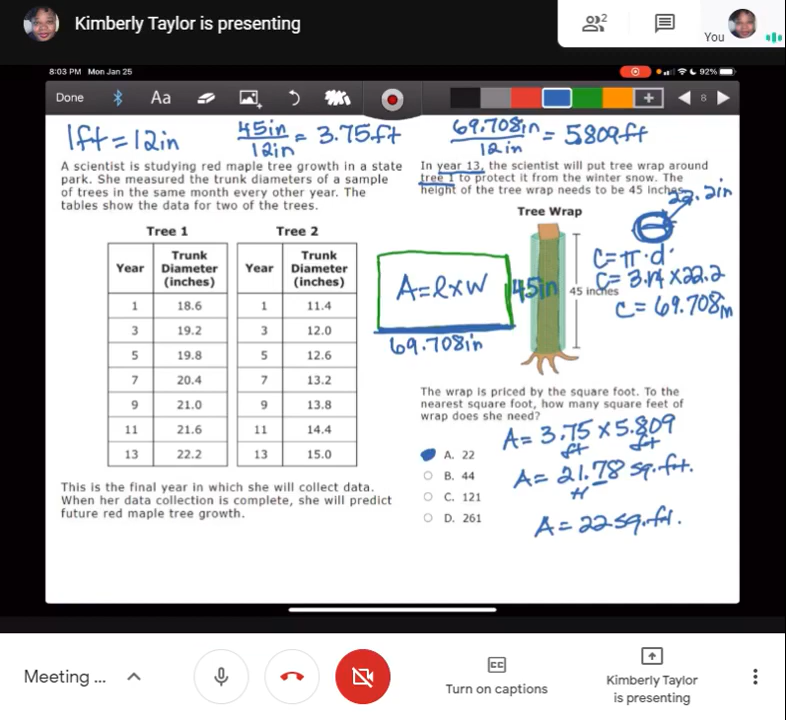 Kimberly Taylor is presenting
2
You
8:03 PM Mon Jan 25
92%
Done
Aa
8
1ft = 12in
45in/12in = 3.75ft
69.708in/12in = 5809ft
A scientist is studying red maple tree growth in a state
park. She measured the trunk diameters of a sample
of trees in the same month every other year. The
tables show the data for two of the trees.
Tree 1
Year Trunk Diameter (inches)
1 18.6
3 19.2
5 19.8
7 20.4
9 21.0
11 21.6
13 22.2
Tree 2
Year Trunk Diameter (inches)
1 11.4
3 12.0
5 12.6
7 13.2
9 13.8
11 14.4
13 15.0
This is the final year in which she will collect data.
When her data collection is complete, she will predict
future red maple tree growth.
In year 13, the scientist will put tree wrap around
tree 1 to protect it from the winter snow. The
height of the tree wrap needs to be 45 inches.
22.2in
Tree Wrap
C=π·d
C= 3.14 x22.2
C= 69.708in
A=lxw
45in
45 inches
69.708in
The wrap is priced by the square foot. To the
nearest square foot, how many square feet of
wrap does she need?
A= 3.75 x 5.809
ft ft
A. 22
B. 44
C. 121
D. 261
A= 21.78 sq.ft.
A= 22sq.ft.
Meeting ...
Turn on captions
Kimberly Taylor
is presenting